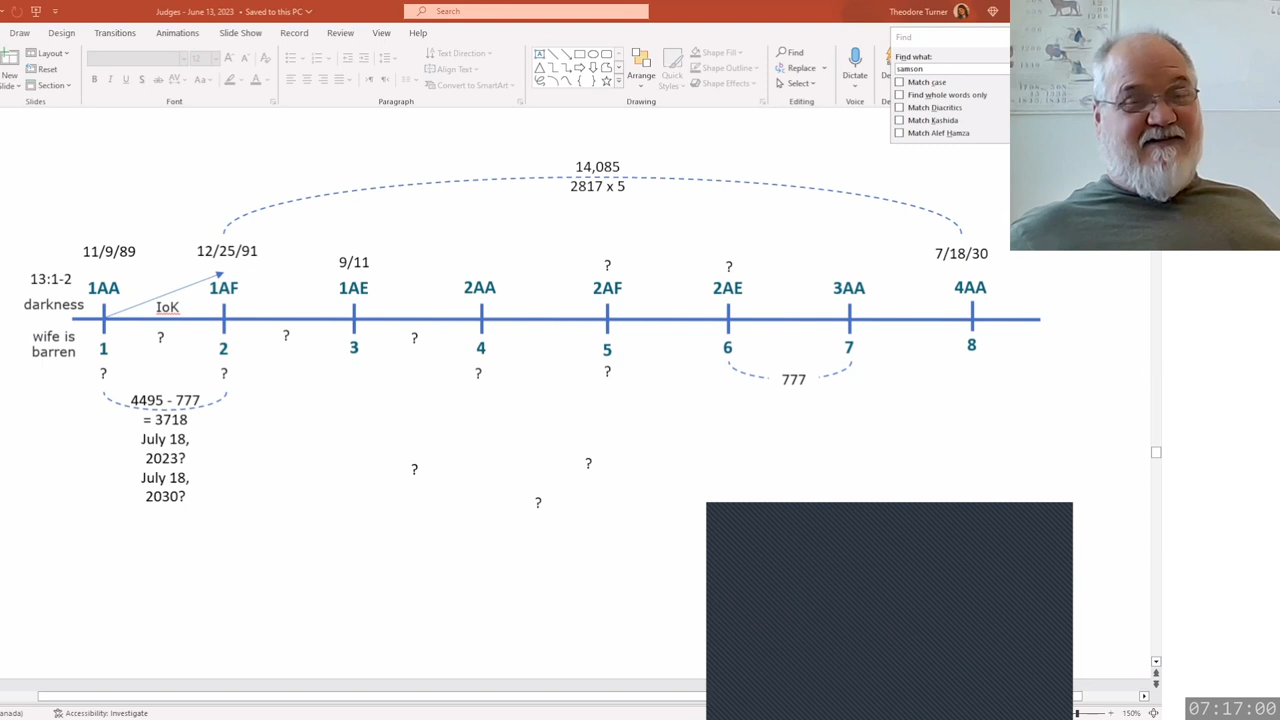 Judges - June 13, 2023 • Saved to this PC
Search
Theodore Turner
Draw Design Transitions Animations Slide Show Record Review View Help
New
Slide
Layout
Reset
Section
Slides
B I U S
Font
Paragraph
Text Direction
Align Text
Convert to SmartArt
Arrange
Quick
Styles
Shape Fill
Shape Outline
Shape Effects
Drawing
Find
Replace
Select
Editing
Dictate
Voice
Find
Find what:
samson
Match case
Find whole words only
Match Diacritics
Match Kashida
Match Alef Hamza
14,085
2817 x 5
11/9/89 12/25/91 9/11 ? ? 7/18/30
13:1-2
darkness
1AA 1AF 1AE 2AA 2AF 2AE 3AA 4AA
IoK
wife is
barren
? ? ?
1 2 3 4 5 6 7 8
? ? ? ?
777
4495 - 777
= 3718
July 18,
2023?
July 18,
2030?
? ?
?
anada) Accessibility: Investigate
150%
07:17:00